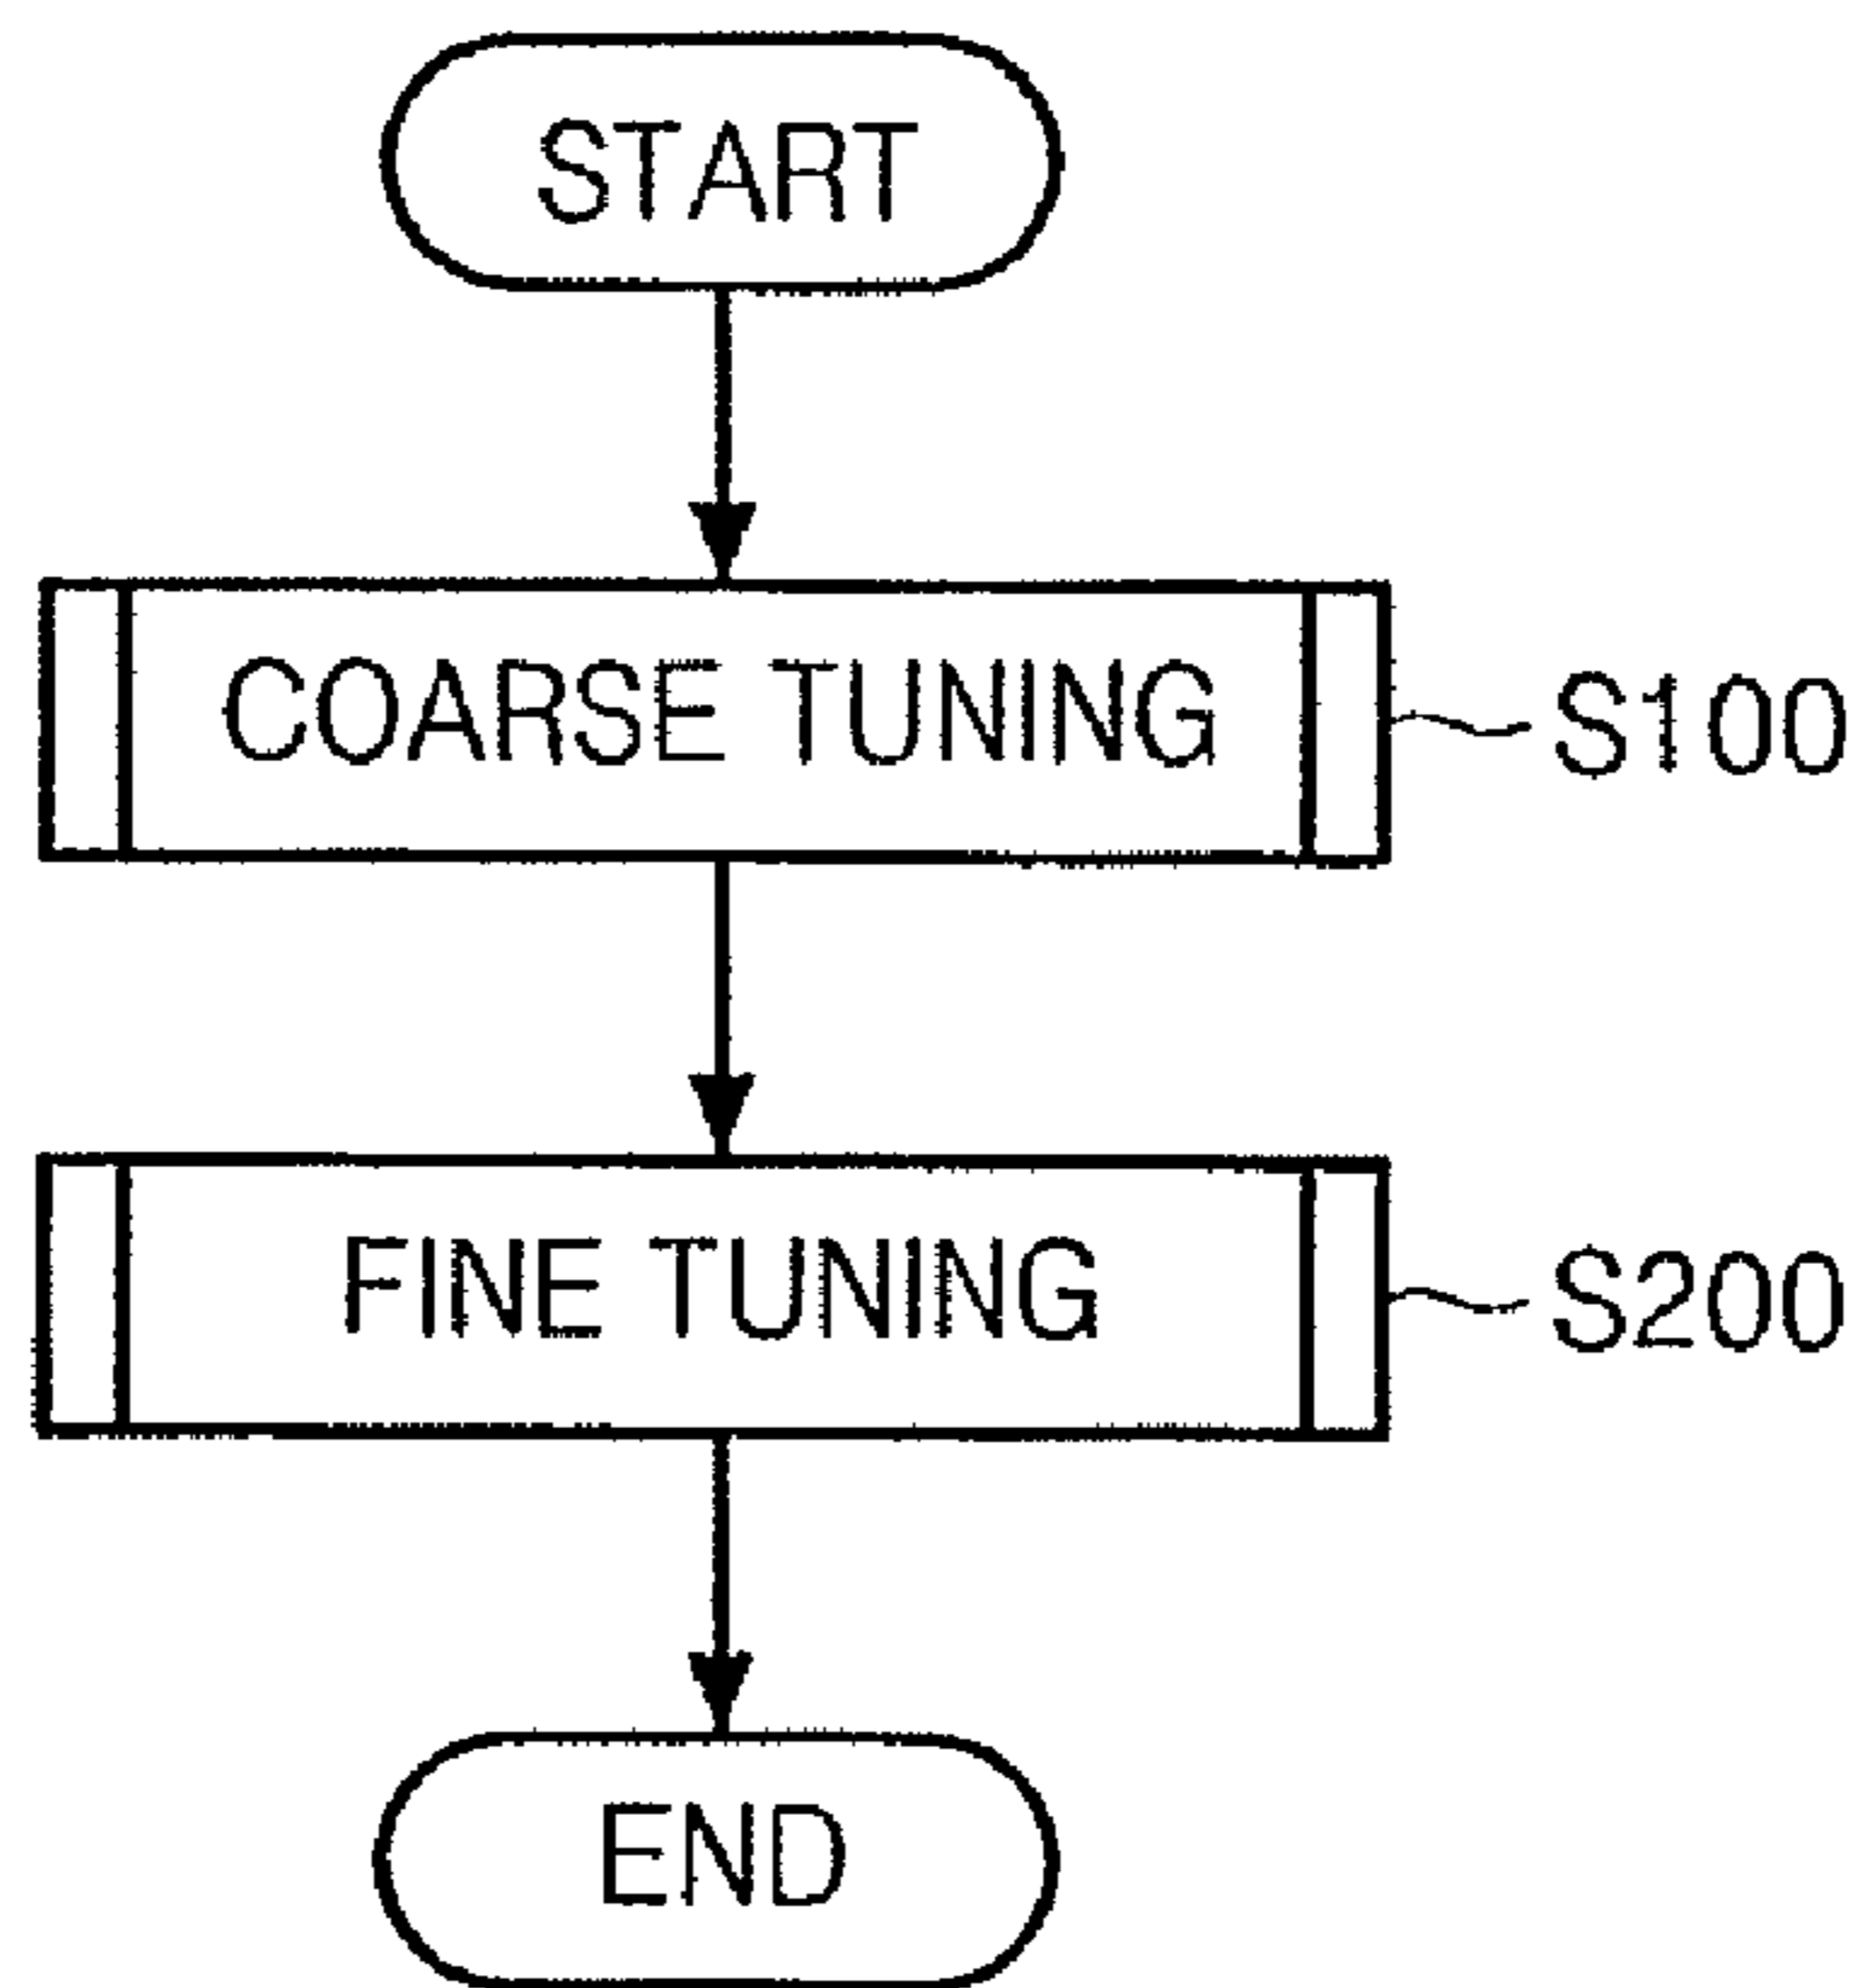 START
COARSE TUNING
S100
FINE TUNING
S200
END